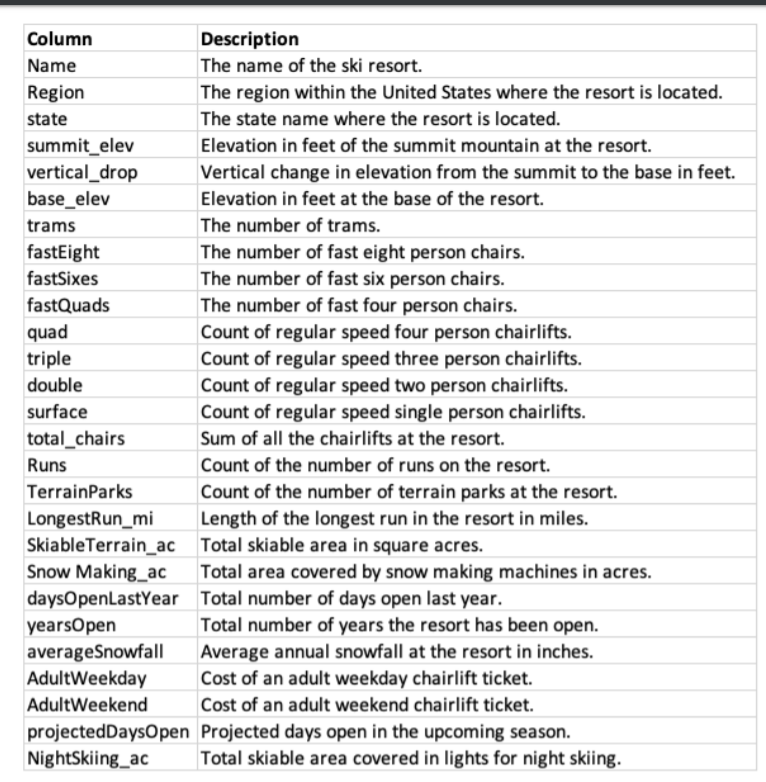 Column Description
Name The name of the ski resort.
Region The region within the United States where the resort is located.
state The state name where the resort is located.
summit_elev Elevation in feet of the summit mountain at the resort.
vertical_drop Vertical change in elevation from the summit to the base in feet.
base_elev Elevation in feet at the base of the resort.
trams The number of trams.
fastEight The number of fast eight person chairs.
fastSixes The number of fast six person chairs.
fastQuads The number of fast four person chairs.
quad Count of regular speed four person chairlifts.
triple Count of regular speed three person chairlifts.
double Count of regular speed two person chairlifts.
surface Count of regular speed single person chairlifts.
total_chairs Sum of all the chairlifts at the resort.
Runs Count of the number of runs on the resort.
TerrainParks Count of the number of terrain parks at the resort.
LongestRun_mi Length of the longest run in the resort in miles.
SkiableTerrain_ac Total skiable area in square acres.
Snow Making_ac Total area covered by snow making machines in acres.
daysOpenLastYear Total number of days open last year.
yearsOpen Total number of years the resort has been open.
averageSnowfall Average annual snowfall at the resort in inches.
AdultWeekday Cost of an adult weekday chairlift ticket.
AdultWeekend Cost of an adult weekend chairlift ticket.
projectedDaysOpen Projected days open in the upcoming season.
NightSkiing_ac Total skiable area covered in lights for night skiing.